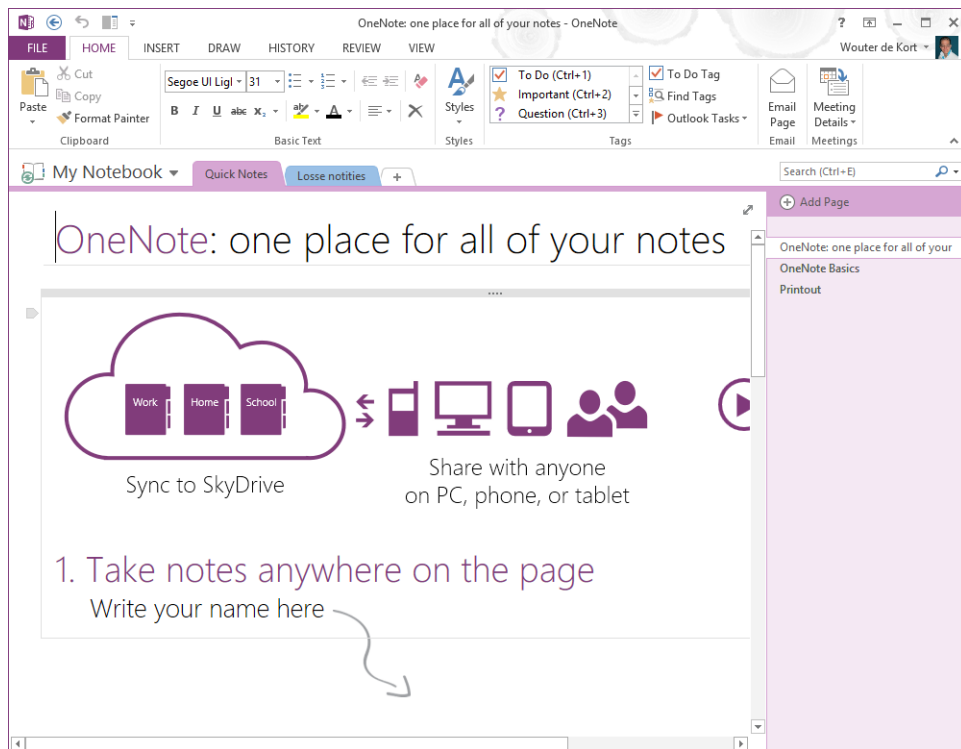 OneNote: one place for all of your notes - OneNote
FILE HOME INSERT DRAW HISTORY REVIEW VIEW Wouter de Kort
Paste
Cut
Copy
Format Painter
Clipboard
Segoe UI Ligl 31
B I U abc X₂ ab A
Basic Text
A
Styles
Styles
To Do (Ctrl+1)
Important (Ctrl+2)
Question (Ctrl+3)
To Do Tag
Find Tags
Outlook Tasks
Tags
Email
Page
Email
Meeting
Details
Meetings
My Notebook Quick Notes Losse notities + Search (Ctrl+E)
Add Page
OneNote: one place for all of your
OneNote Basics
Printout
OneNote: one place for all of your notes
Work Home School
Sync to SkyDrive
Share with anyone
on PC, phone, or tablet
1. Take notes anywhere on the page
Write your name here